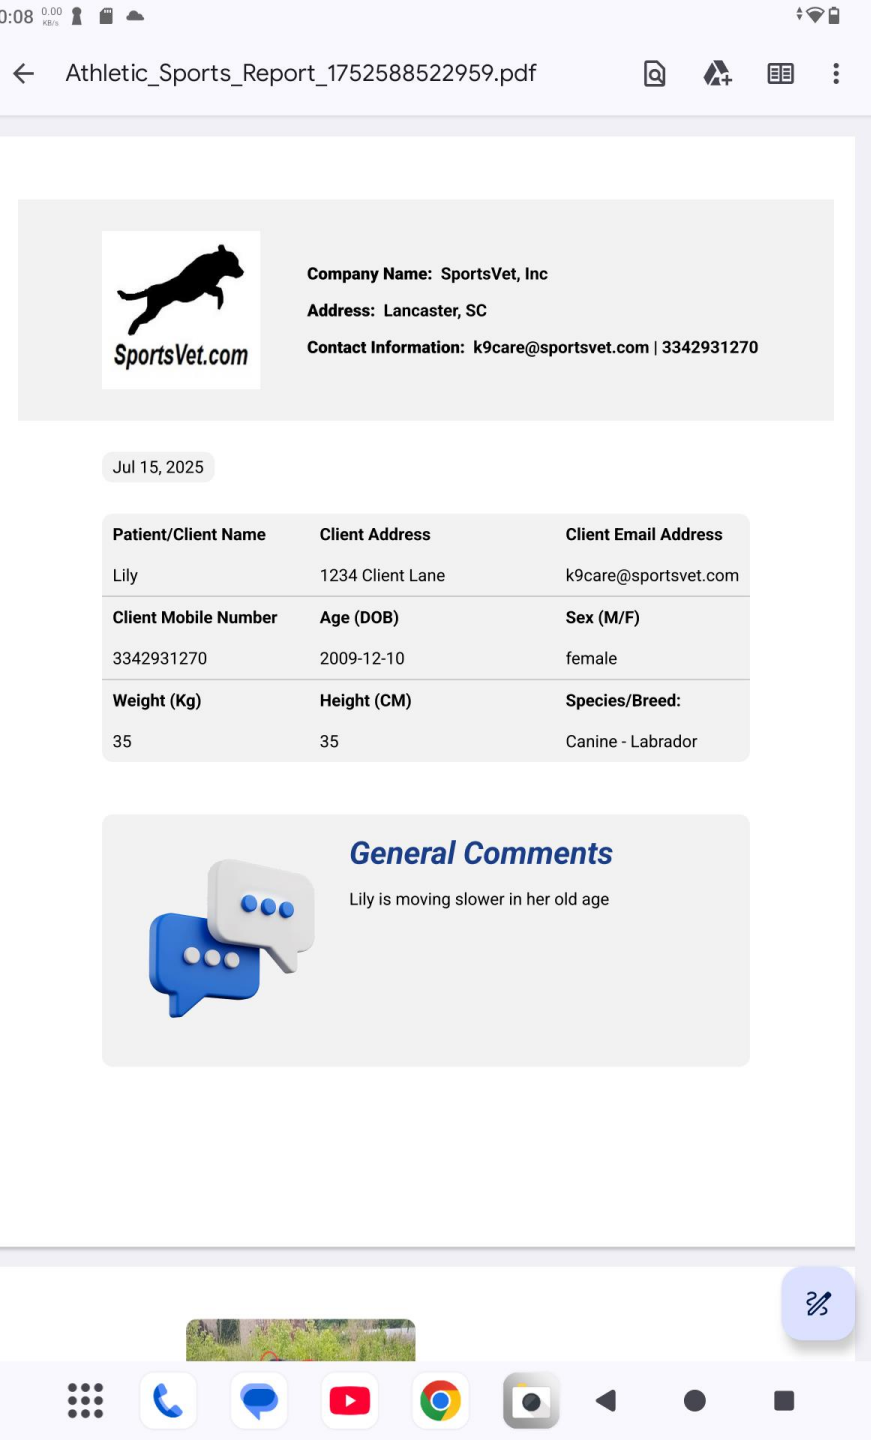 0:08 0.00 KB/s
Athletic_Sports_Report_1752588522959.pdf
SportsVet.com
Company Name: SportsVet, Inc
Address: Lancaster, SC
Contact Information: k9care@sportsvet.com | 3342931270
Jul 15, 2025
Patient/Client Name Client Address Client Email Address
Lily 1234 Client Lane k9care@sportsvet.com
Client Mobile Number Age (DOB) Sex (M/F)
3342931270 2009-12-10 female
Weight (Kg) Height (CM) Species/Breed:
35 35 Canine - Labrador
General Comments
Lily is moving slower in her old age